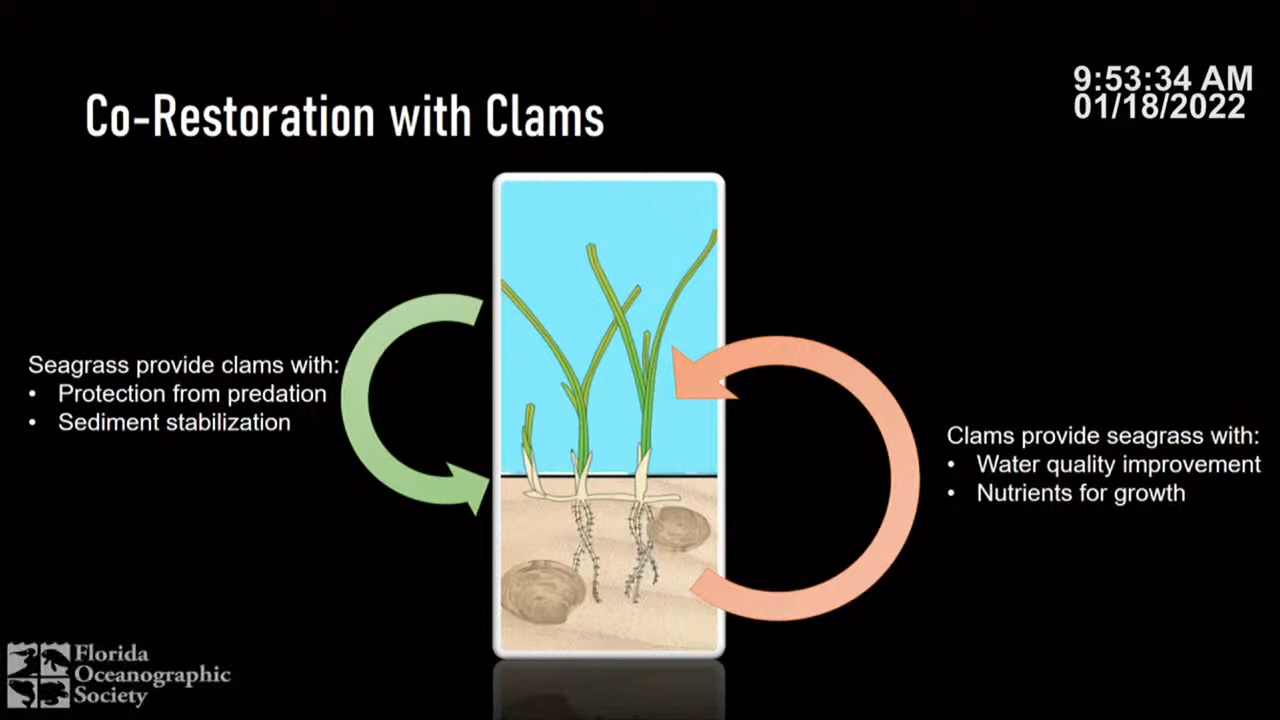 9:53:34 AM
01/18/2022
Co-Restoration with Clams
Seagrass provide clams with:
• Protection from predation
• Sediment stabilization
Clams provide seagrass with:
• Water quality improvement
• Nutrients for growth
Florida
Oceanographic
Society